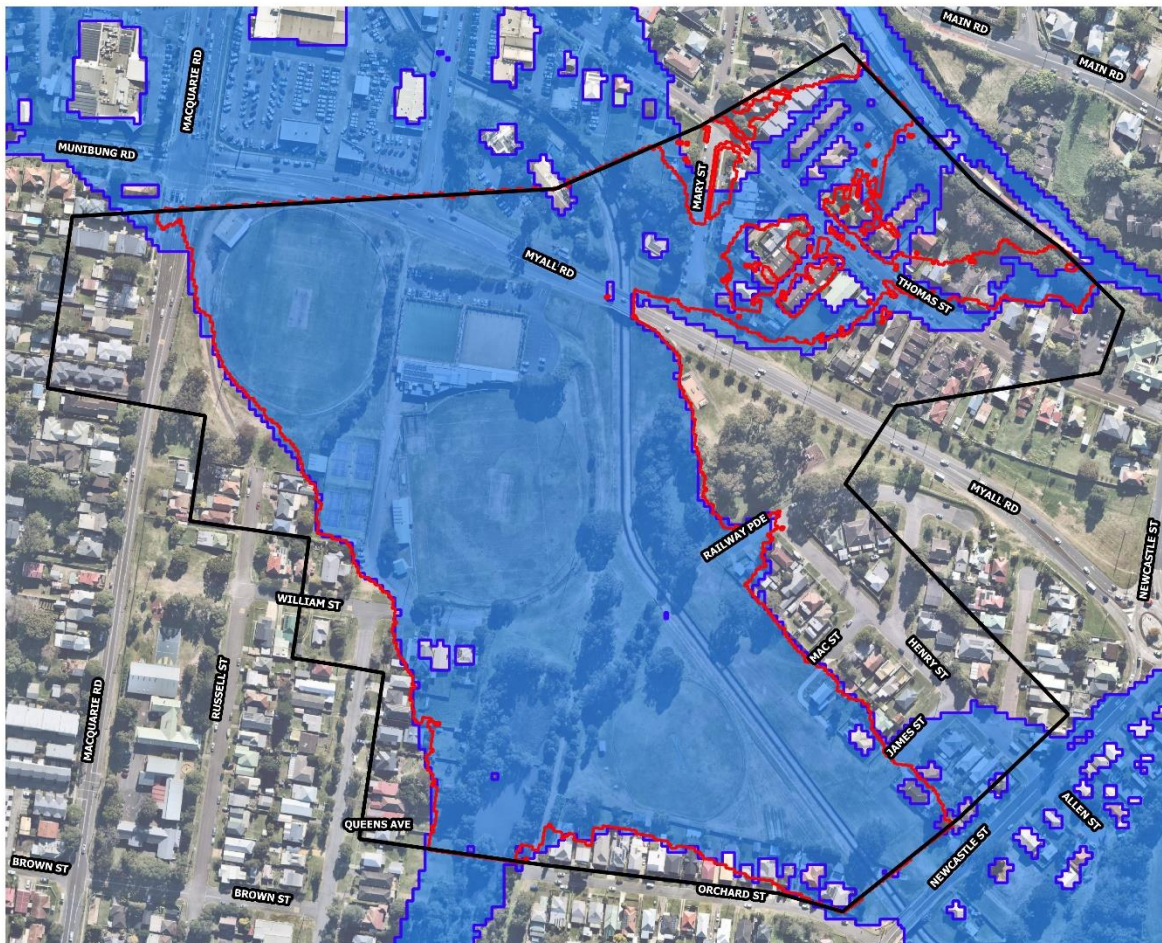 MAIN RD
MAIN RD
MACQUARIE RD
MUNIBUNG RD
MARY ST
MYALL RD
THOMAS ST
MYALL RD
RAILWAY PDE
NEWCASTLE ST
WILLIAM ST
MAC ST
HENRY ST
RUSSELL ST
MACQUARIE RD
JAMES ST
ALLEN ST
QUEENS AVE
NEWCASTLE ST
BROWN ST
BROWN ST
ORCHARD ST